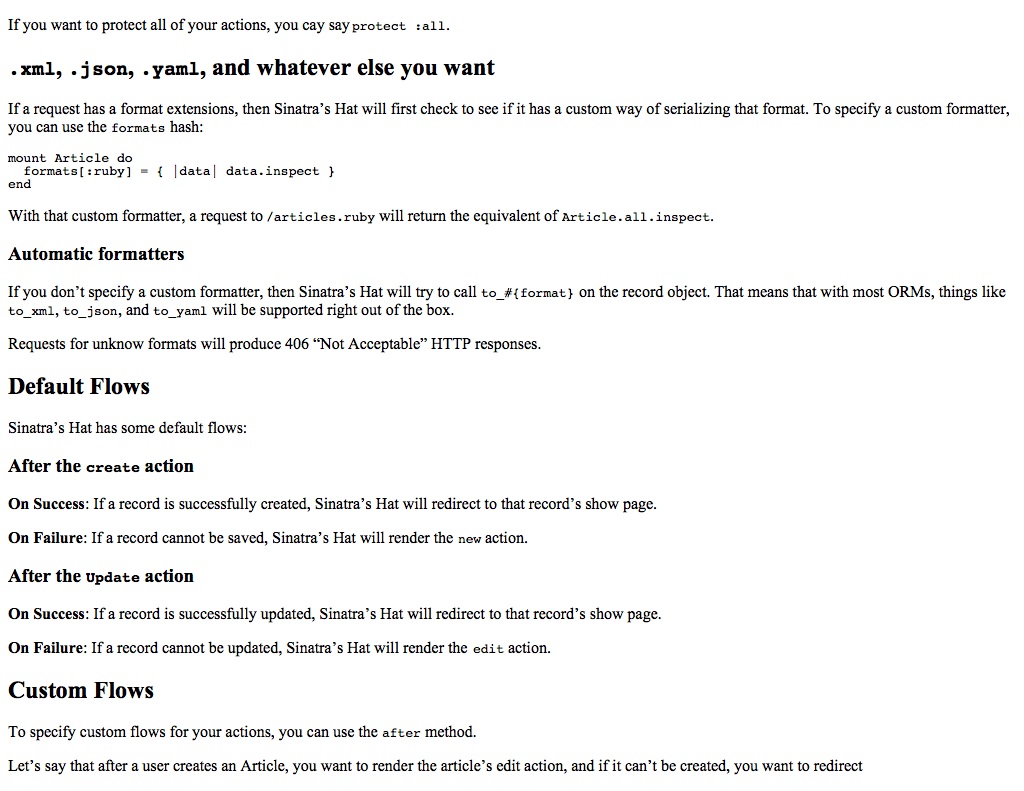 If you want to protect all of your actions, you cay say protect :all.
.xml, .json, .yaml, and whatever else you want
If a request has a format extensions, then Sinatra’s Hat will first check to see if it has a custom way of serializing that format. To specify a custom formatter,
you can use the formats hash:
mount Article do
  formats[:ruby] = { |data| data.inspect }
end
With that custom formatter, a request to /articles.ruby will return the equivalent of Article.all.inspect.
Automatic formatters
If you don’t specify a custom formatter, then Sinatra’s Hat will try to call to_#{format} on the record object. That means that with most ORMs, things like
to_xml, to_json, and to_yaml will be supported right out of the box.
Requests for unknow formats will produce 406 “Not Acceptable” HTTP responses.
Default Flows
Sinatra’s Hat has some default flows:
After the create action
On Success: If a record is successfully created, Sinatra’s Hat will redirect to that record’s show page.
On Failure: If a record cannot be saved, Sinatra’s Hat will render the new action.
After the Update action
On Success: If a record is successfully updated, Sinatra’s Hat will redirect to that record’s show page.
On Failure: If a record cannot be updated, Sinatra’s Hat will render the edit action.
Custom Flows
To specify custom flows for your actions, you can use the after method.
Let’s say that after a user creates an Article, you want to render the article’s edit action, and if it can’t be created, you want to redirect